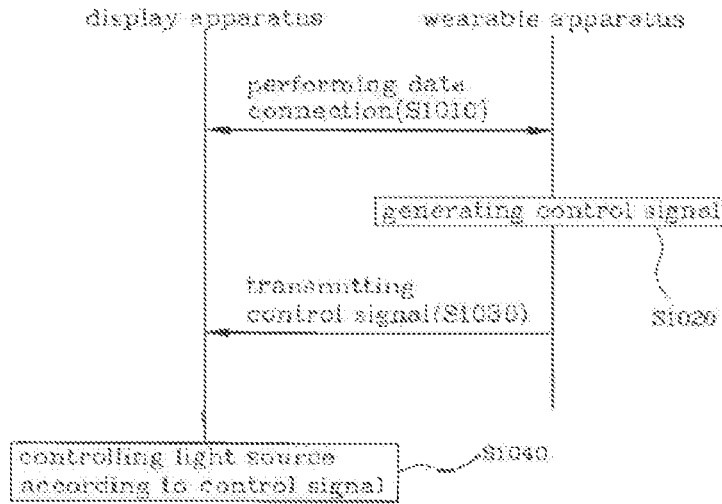 display apparatus
wearable apparatus
performing data
connection(S1010)
generating control signal
S1020
transmitting
control signal(S1030)
S1040
controlling light source
according to control signal